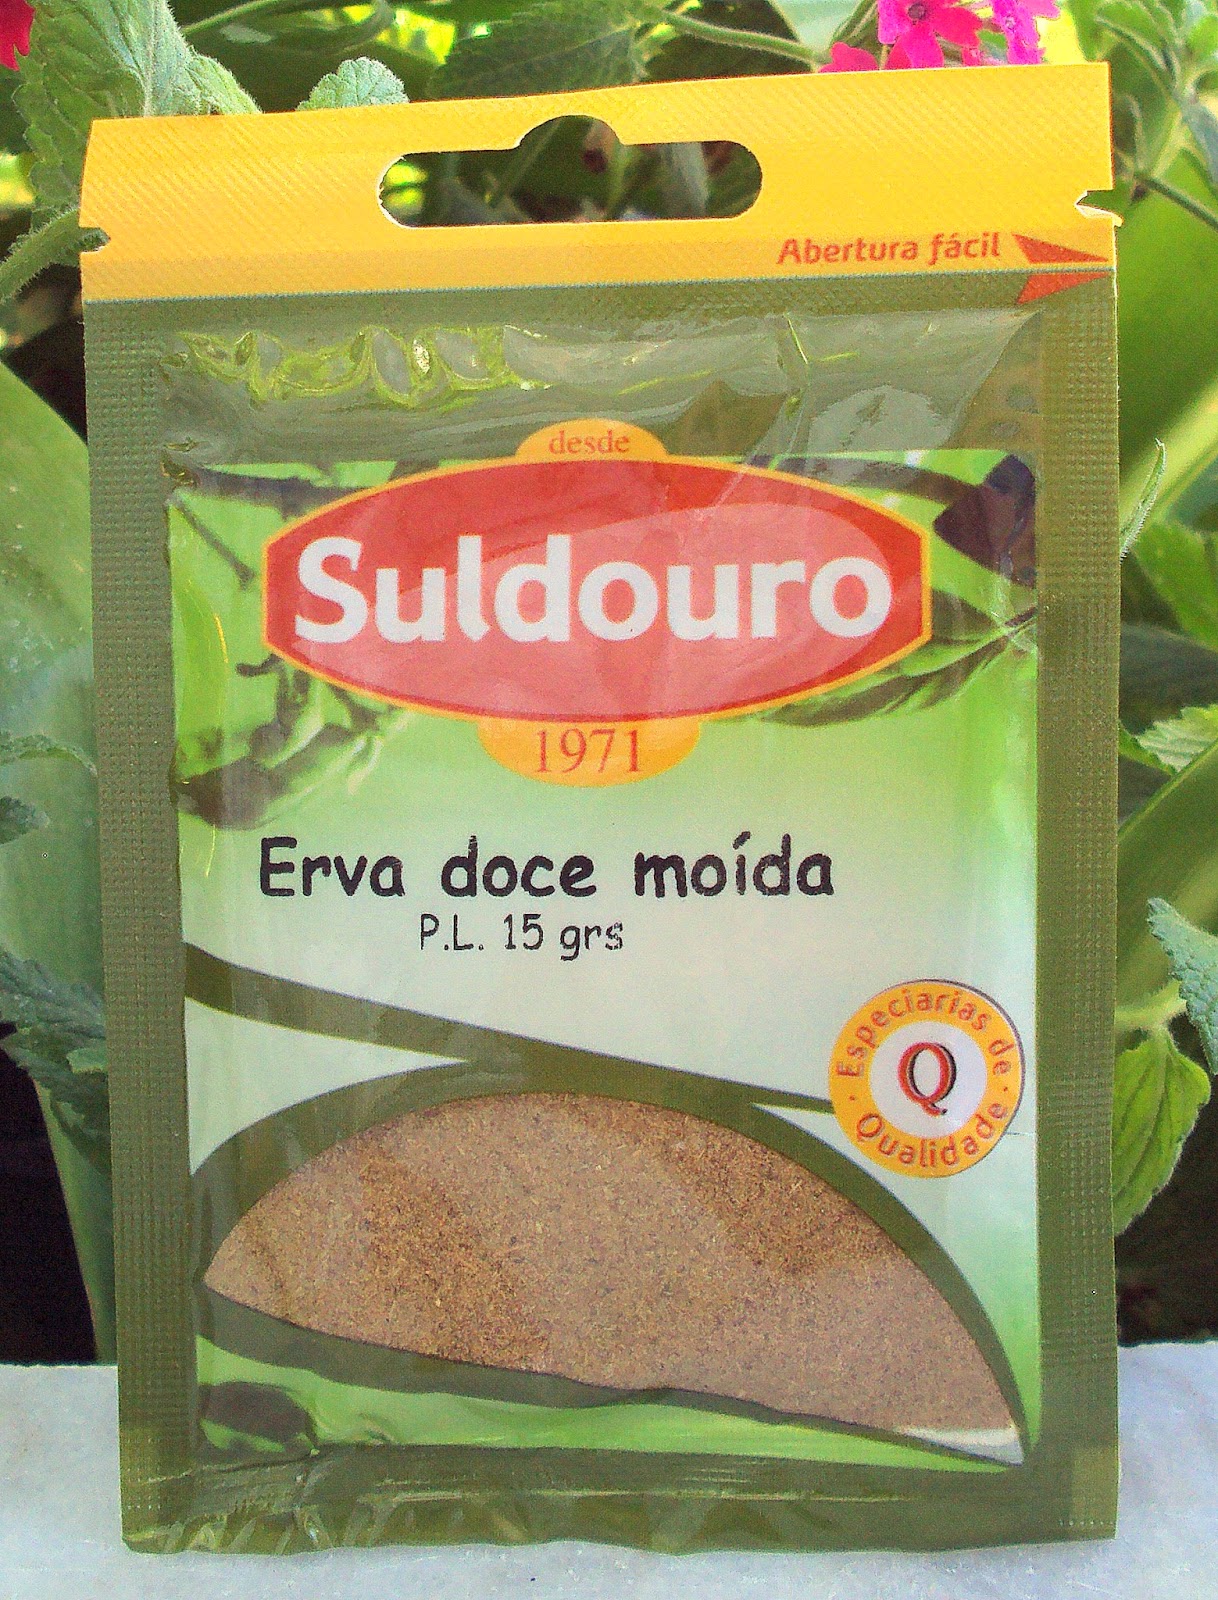 Abertura fácil
desde
Suldouro
1971
Erva doce moída
P.L. 15 grs
· Especiarias de ·
Q
Qualidade